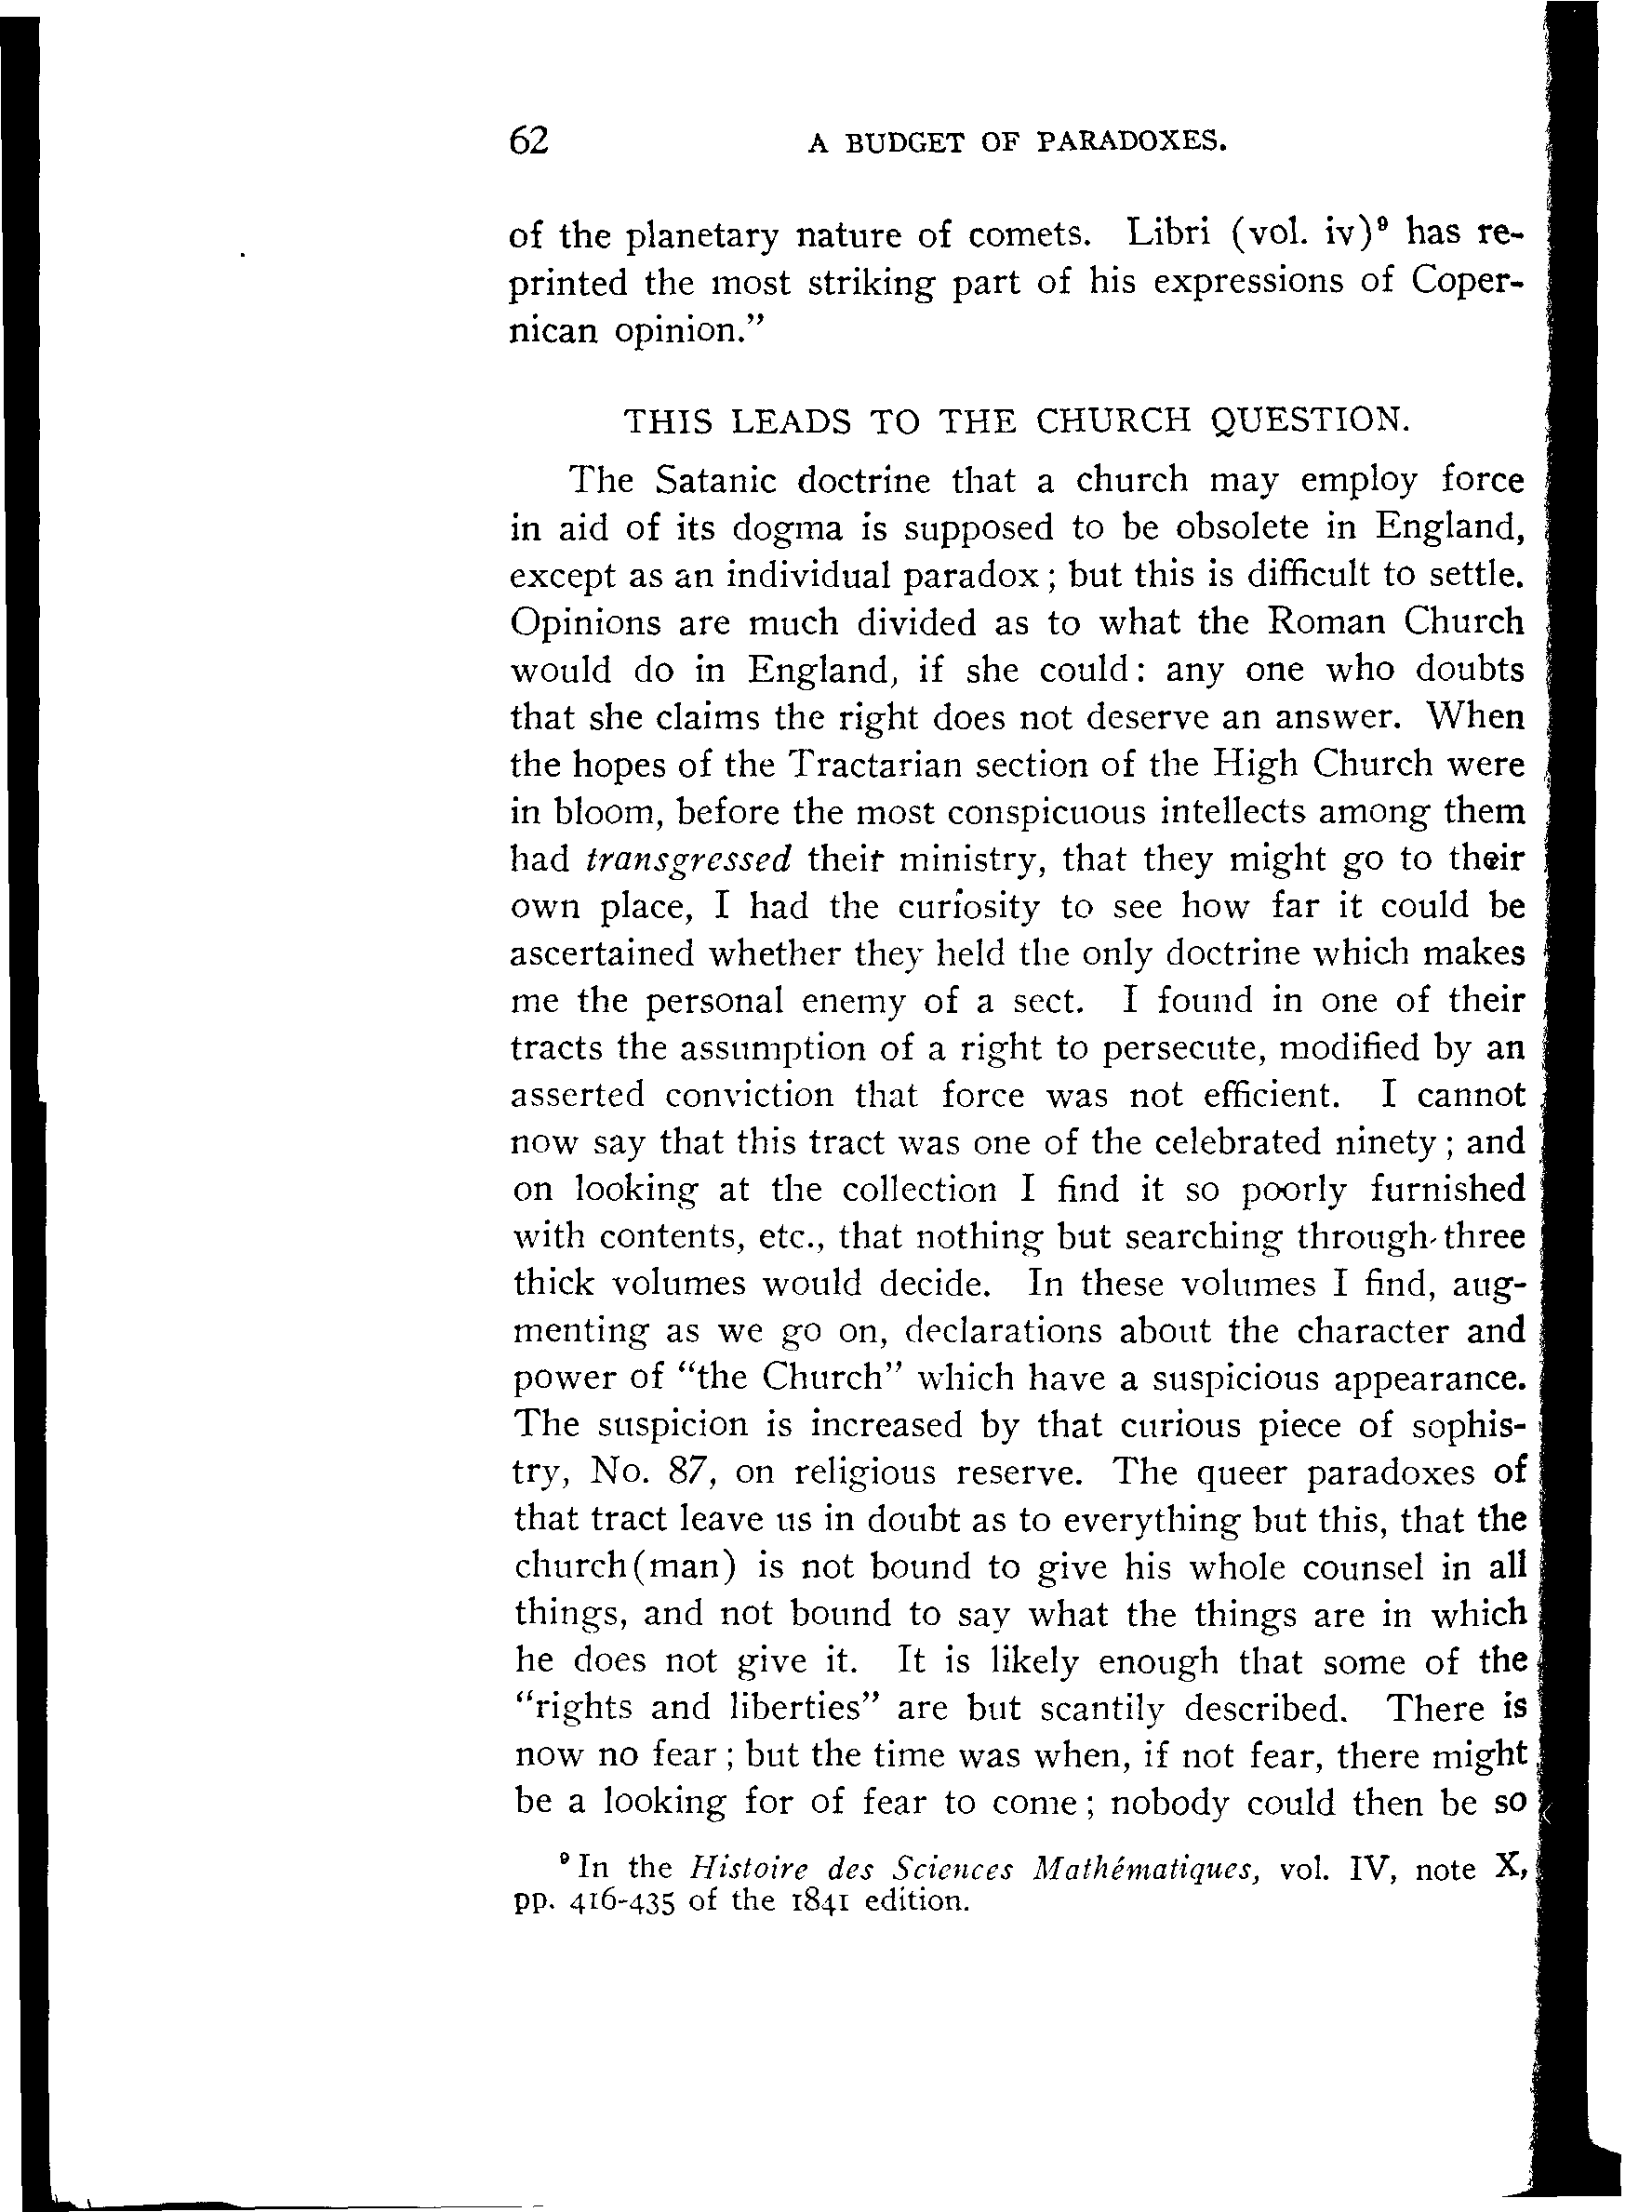 62 A BUDGET OF PARADOXES.
of the planetary nature of comets. Libri (vol. iv)⁹ has re-
printed the most striking part of his expressions of Coper-
nican opinion.”
THIS LEADS TO THE CHURCH QUESTION.
The Satanic doctrine that a church may employ force
in aid of its dogma is supposed to be obsolete in England,
except as an individual paradox; but this is difficult to settle.
Opinions are much divided as to what the Roman Church
would do in England, if she could: any one who doubts
that she claims the right does not deserve an answer. When
the hopes of the Tractarian section of the High Church were
in bloom, before the most conspicuous intellects among them
had transgressed their ministry, that they might go to their
own place, I had the curiosity to see how far it could be
ascertained whether they held the only doctrine which makes
me the personal enemy of a sect. I found in one of their
tracts the assumption of a right to persecute, modified by an
asserted conviction that force was not efficient. I cannot
now say that this tract was one of the celebrated ninety; and
on looking at the collection I find it so poorly furnished
with contents, etc., that nothing but searching through three
thick volumes would decide. In these volumes I find, aug-
menting as we go on, declarations about the character and
power of “the Church” which have a suspicious appearance.
The suspicion is increased by that curious piece of sophis-
try, No. 87, on religious reserve. The queer paradoxes of
that tract leave us in doubt as to everything but this, that the
church(man) is not bound to give his whole counsel in all
things, and not bound to say what the things are in which
he does not give it. It is likely enough that some of the
“rights and liberties” are but scantily described. There is
now no fear; but the time was when, if not fear, there might
be a looking for of fear to come; nobody could then be so
⁹ In the Histoire des Sciences Mathématiques, vol. IV, note X,
pp. 416-435 of the 1841 edition.